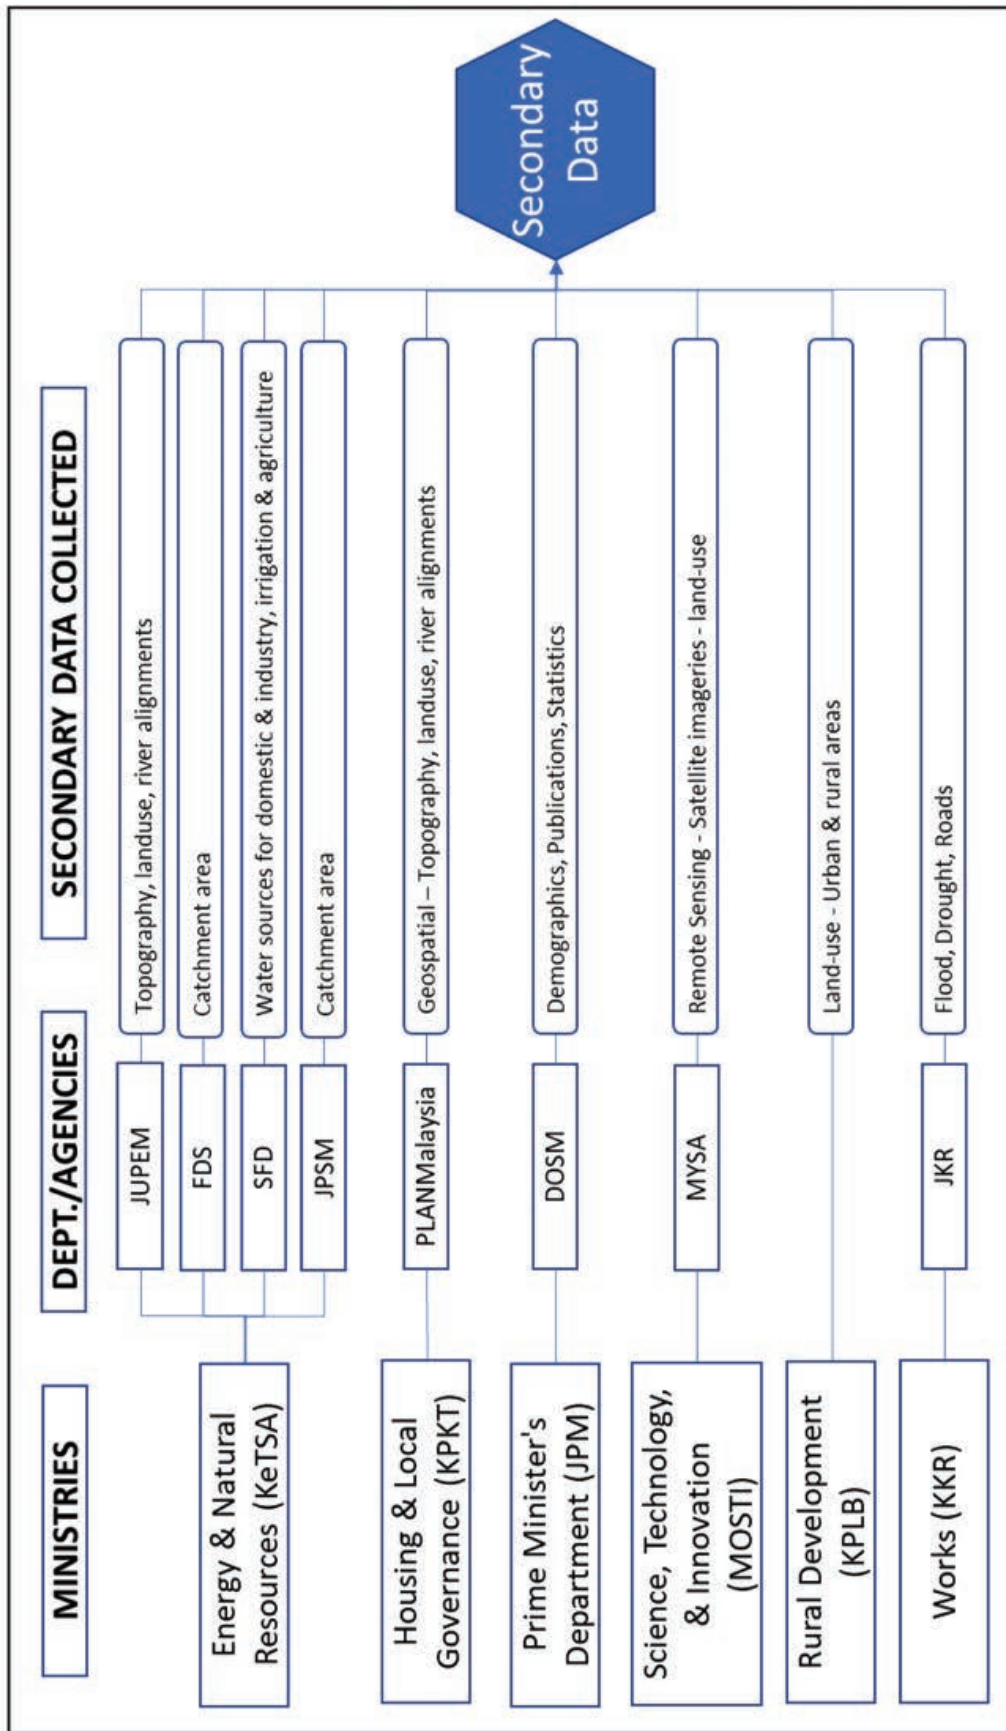 MINISTRIES
DEPT./AGENCIES
SECONDARY DATA COLLECTED
Energy & Natural
Resources (KeTSA)
JUPEM
Topography, landuse, river alignments
FDS
Catchment area
SFD
Water sources for domestic & industry, irrigation & agriculture
JPSM
Catchment area
Housing & Local
Governance (KPKT)
PLANMalaysia
Geospatial – Topography, landuse, river alignments
Prime Minister's
Department (JPM)
DOSM
Demographics, Publications, Statistics
Science, Technology,
& Innovation
(MOSTI)
MYSA
Remote Sensing - Satellite imageries - land-use
Rural Development
(KPLB)
Land-use - Urban & rural areas
Works (KKR)
JKR
Flood, Drought, Roads
Secondary
Data